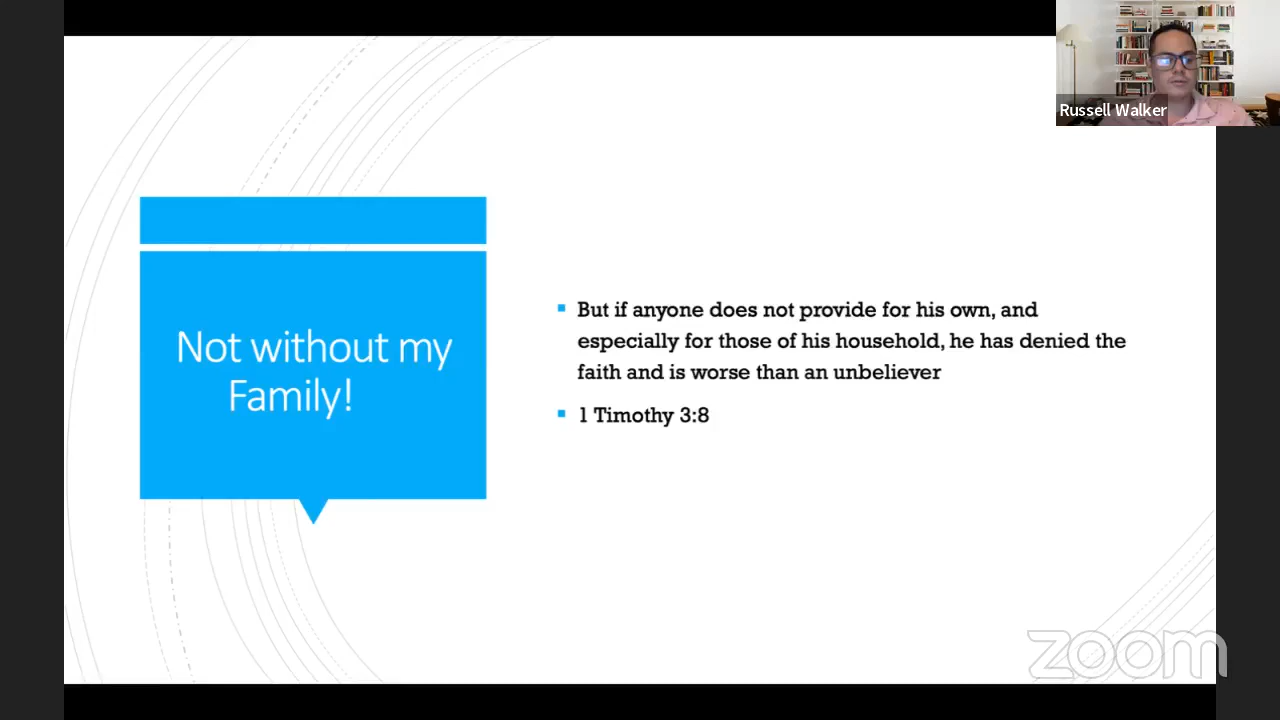 Russell Walker
Not without my
Family!
But if anyone does not provide for his own, and
especially for those of his household, he has denied the
faith and is worse than an unbeliever
1 Timothy 3:8
zoom